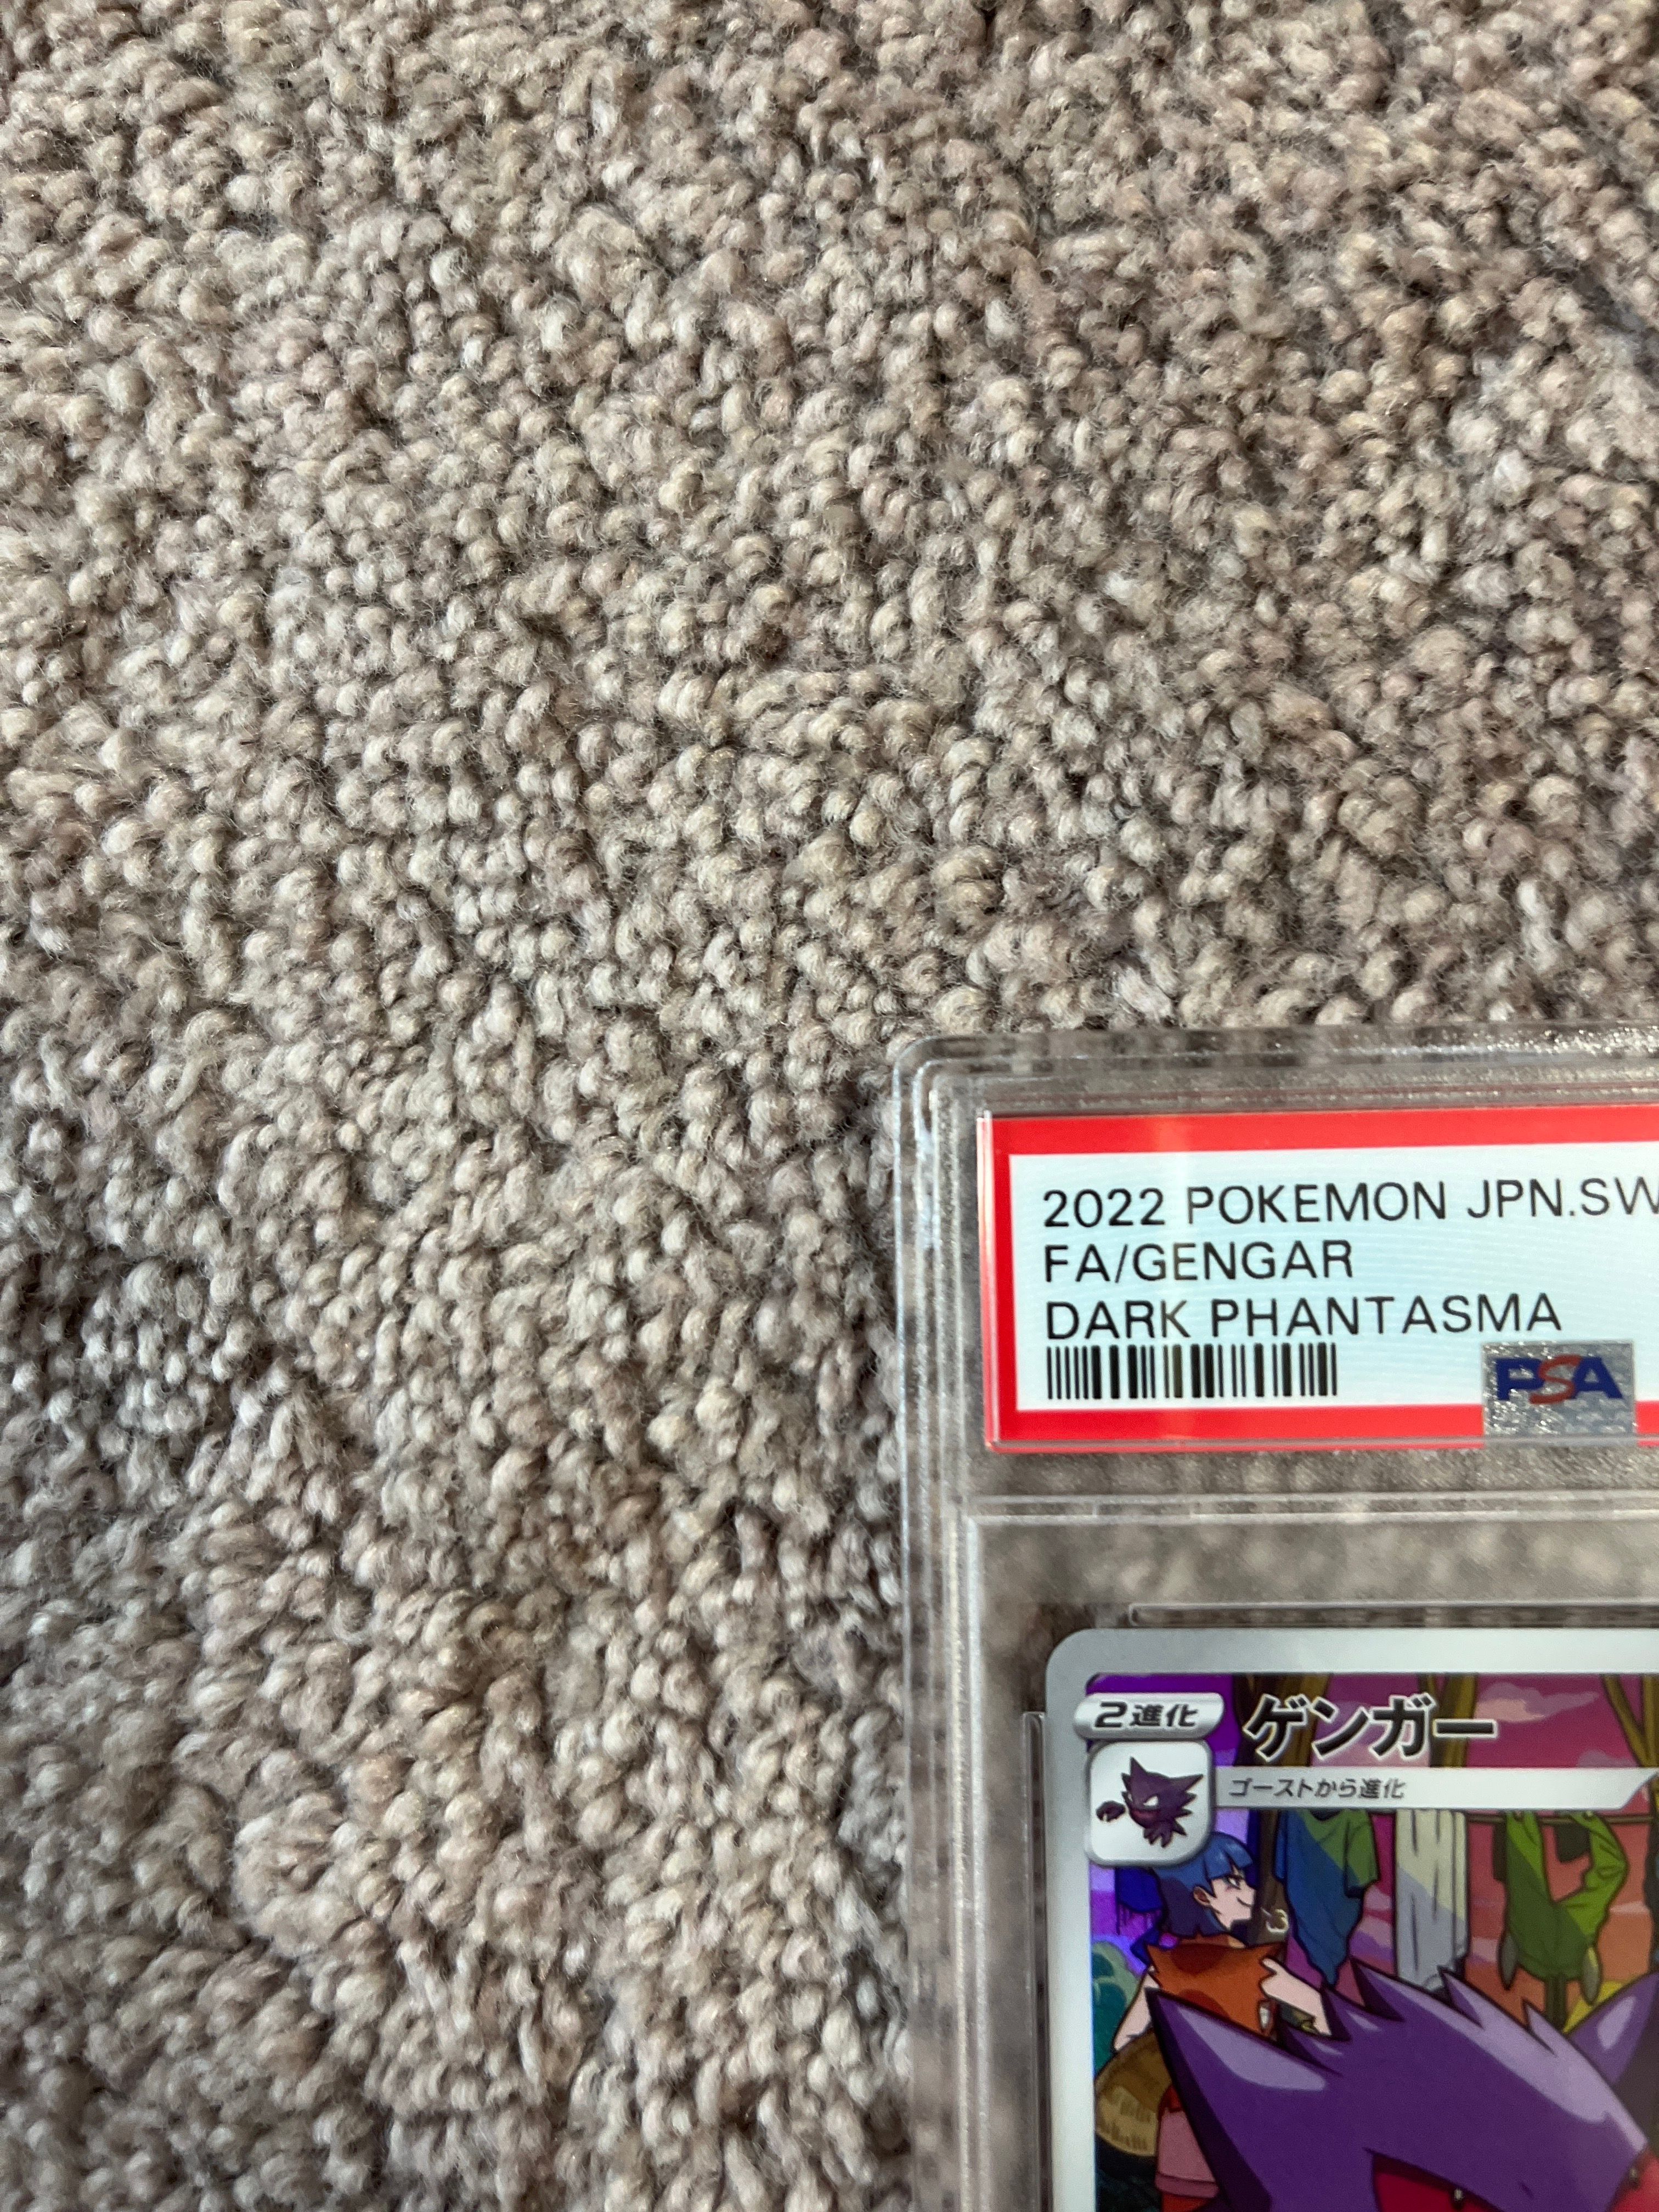 2022 POKEMON JPN.SW
FA/GENGAR
DARK PHANTASMA
PSA
2進化
ゲンガー
ゴーストから進化